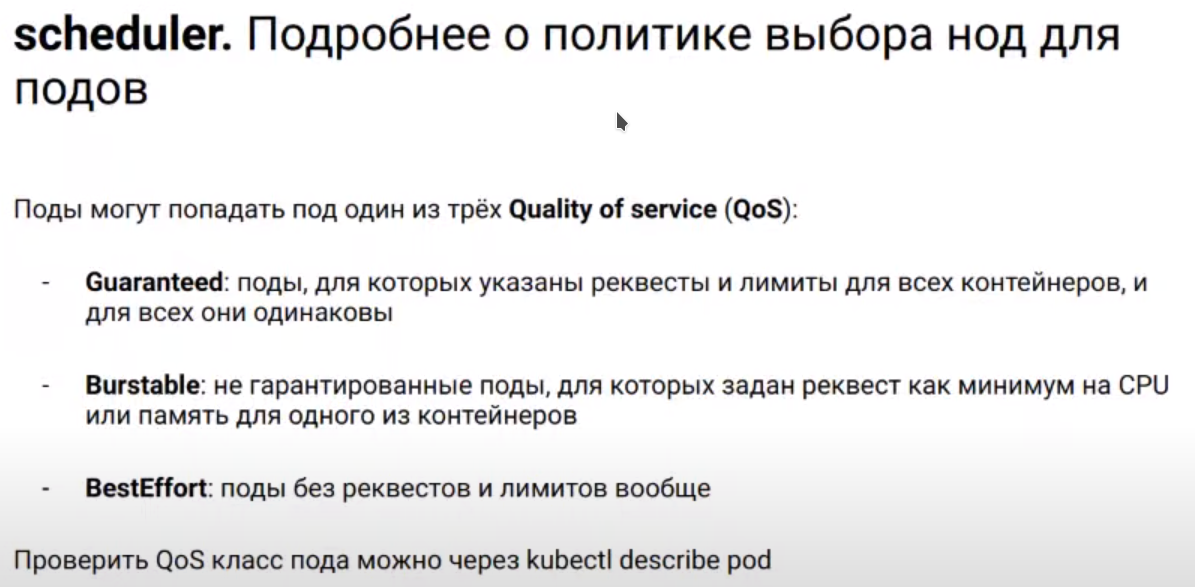 scheduler. Подробнее о политике выбора нод для
подов
Поды могут попадать под один из трёх Quality of service (QoS):
- Guaranteed: поды, для которых указаны реквесты и лимиты для всех контейнеров, и
для всех они одинаковы
- Burstable: не гарантированные поды, для которых задан реквест как минимум на CPU
или память для одного из контейнеров
- BestEffort: поды без реквестов и лимитов вообще
Проверить QoS класс пода можно через kubectl describe pod